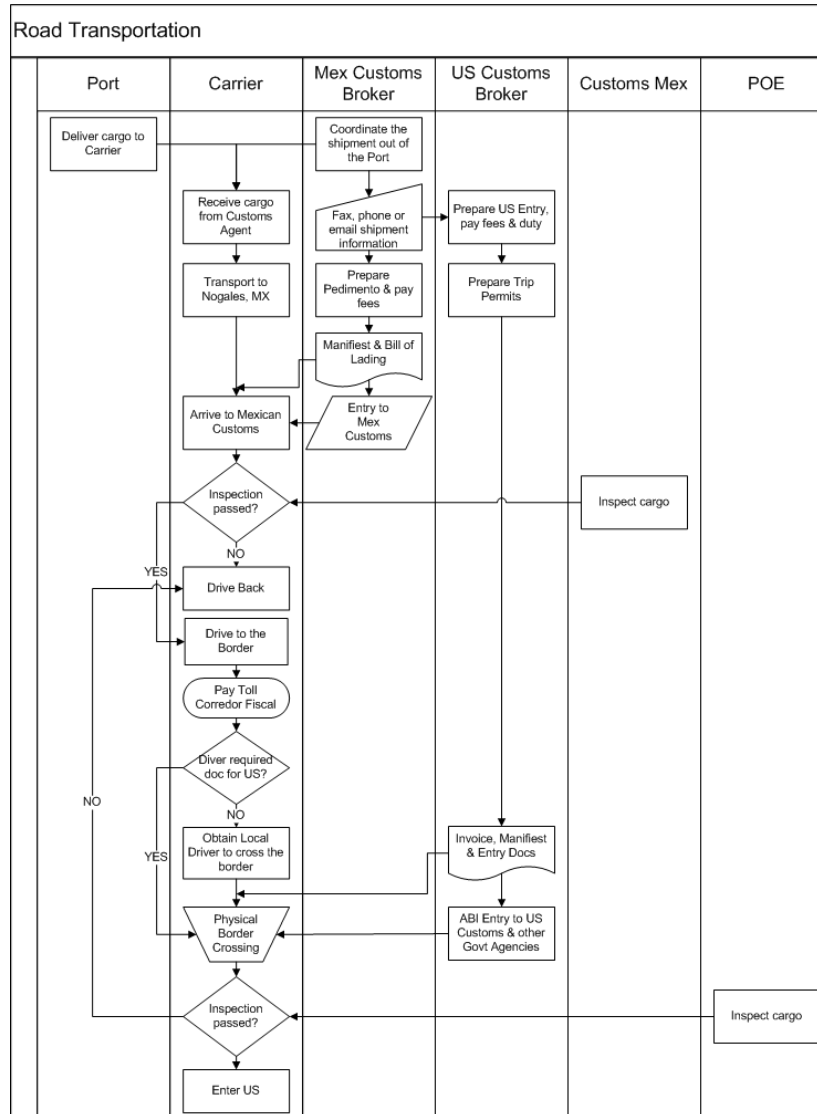 Road Transportation
Port
Carrier
Mex Customs
Broker
US Customs
Broker
Customs Mex
POE
Deliver cargo to
Carrier
Coordinate the
shipment out of
the Port
Receive cargo
from Customs
Agent
Fax, phone or
email shipment
information
Prepare US Entry,
pay fees & duty
Transport to
Nogales, MX
Prepare
Pedimento & pay
fees
Prepare Trip
Permits
Manifiest & Bill of
Lading
Arrive to Mexican
Customs
Entry to
Mex
Customs
Inspection
passed?
Inspect cargo
NO
YES
Drive Back
Drive to the
Border
Pay Toll
Corredor Fiscal
Diver required
doc for US?
NO
NO
Obtain Local
Driver to cross the
border
Invoice, Manifiest
& Entry Docs
YES
Physical
Border
Crossing
ABI Entry to US
Customs & other
Govt Agencies
Inspection
passed?
Inspect cargo
Enter US